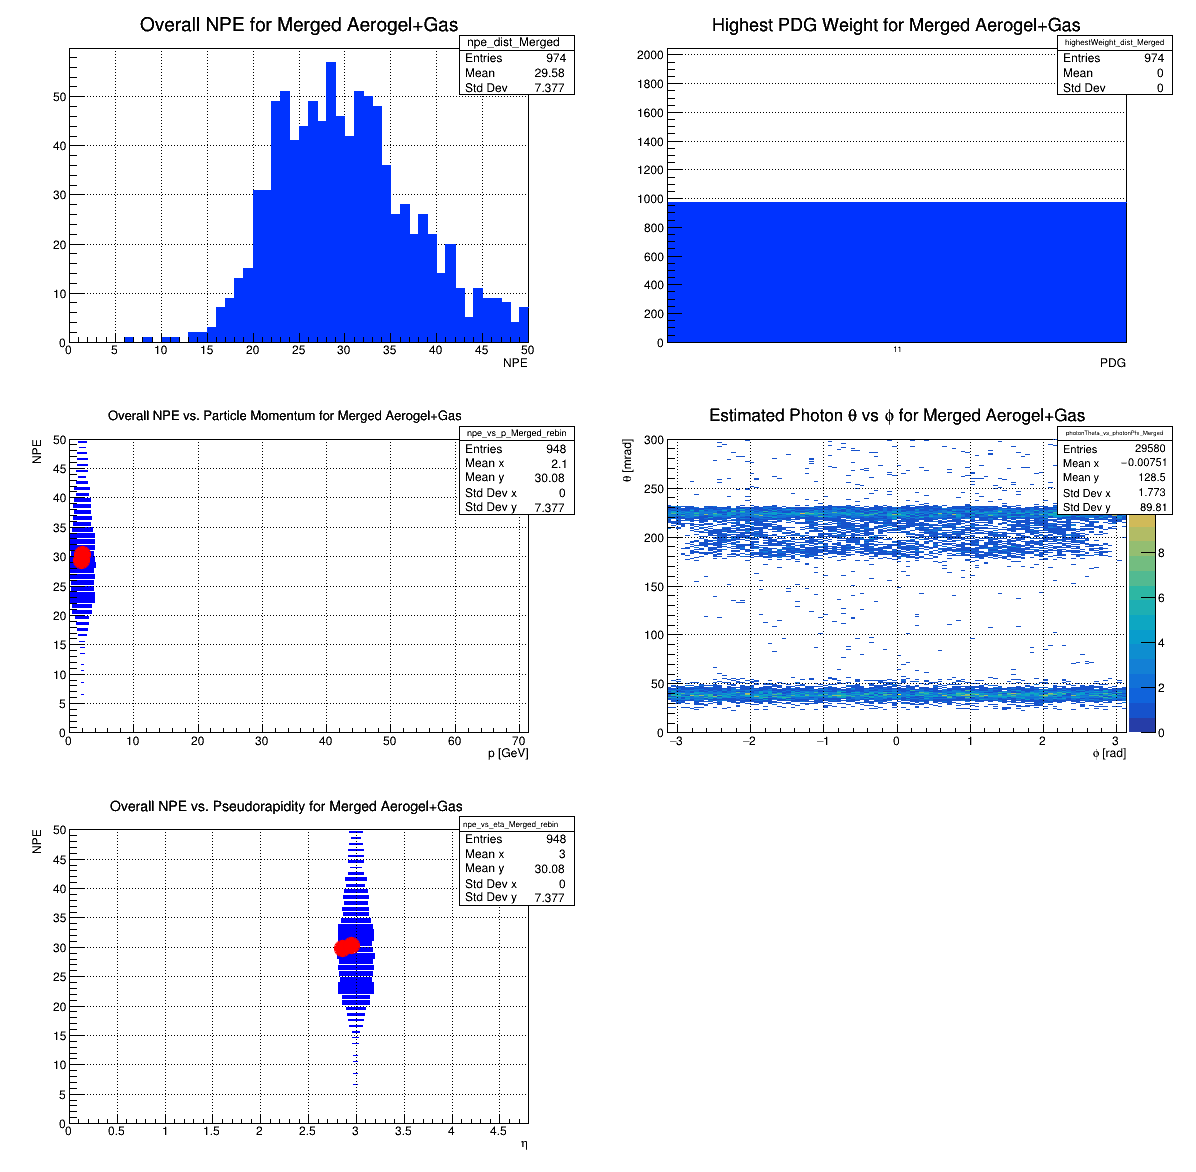 Overall NPE for Merged Aerogel+Gas
npe_dist_Merged
Entries 974
Mean 29.58
Std Dev 7.377
50
40
30
20
10
0
0 5 10 15 20 25 30 35 40 45 50
NPE
Highest PDG Weight for Merged Aerogel+Gas
highestWeight_dist_Merged
Entries 974
Mean 0
Std Dev 0
2000
1800
1600
1400
1200
1000
800
600
400
200
0
11
PDG
Overall NPE vs. Particle Momentum for Merged Aerogel+Gas
npe_vs_p_Merged_rebin
Entries 948
Mean x 2.1
Mean y 30.08
Std Dev x 0
Std Dev y 7.377
NPE
50
45
40
35
30
25
20
15
10
5
0
0 10 20 30 40 50 60 70
p [GeV]
Estimated Photon θ vs ϕ for Merged Aerogel+Gas
photonTheta_vs_photonPhi_Merged
Entries 29580
Mean x −0.00751
Mean y 128.5
Std Dev x 1.773
Std Dev y 89.81
θ [mrad]
300
250
200
150
100
50
0
−3 −2 −1 0 1 2 3
ϕ [rad]
8
6
4
2
0
Overall NPE vs. Pseudorapidity for Merged Aerogel+Gas
npe_vs_eta_Merged_rebin
Entries 948
Mean x 3
Mean y 30.08
Std Dev x 0
Std Dev y 7.377
NPE
50
45
40
35
30
25
20
15
10
5
0
0 0.5 1 1.5 2 2.5 3 3.5 4 4.5
η